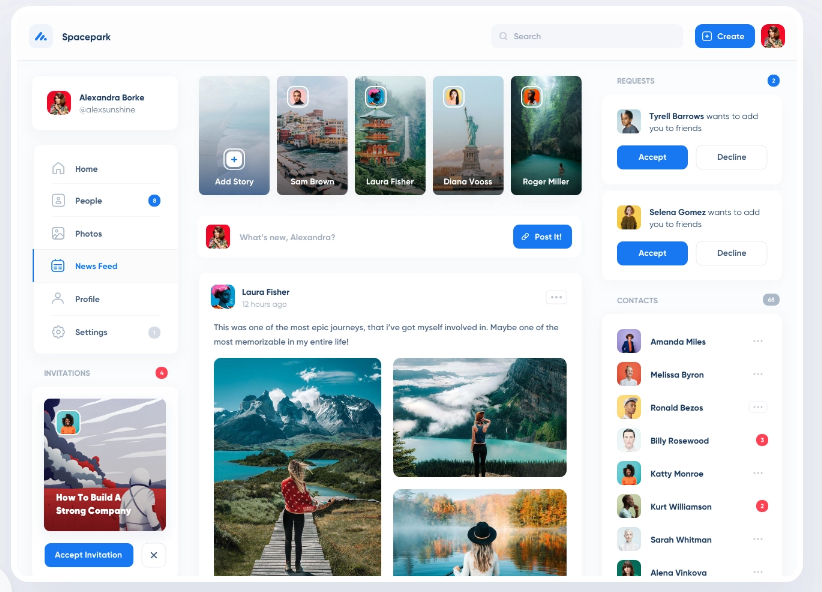 Spacepark
Search
Create
Alexandra Borke
@alexsunshine
Home
People
8
Photos
News Feed
Profile
Settings
1
INVITATIONS
4
How To Build A
Strong Company
Accept Invitation
Add Story
Sam Brown
Laura Fisher
Diana Vooss
Roger Miller
What's new, Alexandra?
Post It!
Laura Fisher
12 hours ago
This was one of the most epic journeys, that i've got myself involved in. Maybe one of the
most memorizable in my entire life!
REQUESTS
2
Tyrell Barrows wants to add
you to friends
Accept
Decline
Selena Gomez wants to add
you to friends
Accept
Decline
CONTACTS
65
Amanda Miles
Melissa Byron
Ronald Bezos
Billy Rosewood
3
Katty Monroe
Kurt Williamson
2
Sarah Whitman
Alena Vinkova